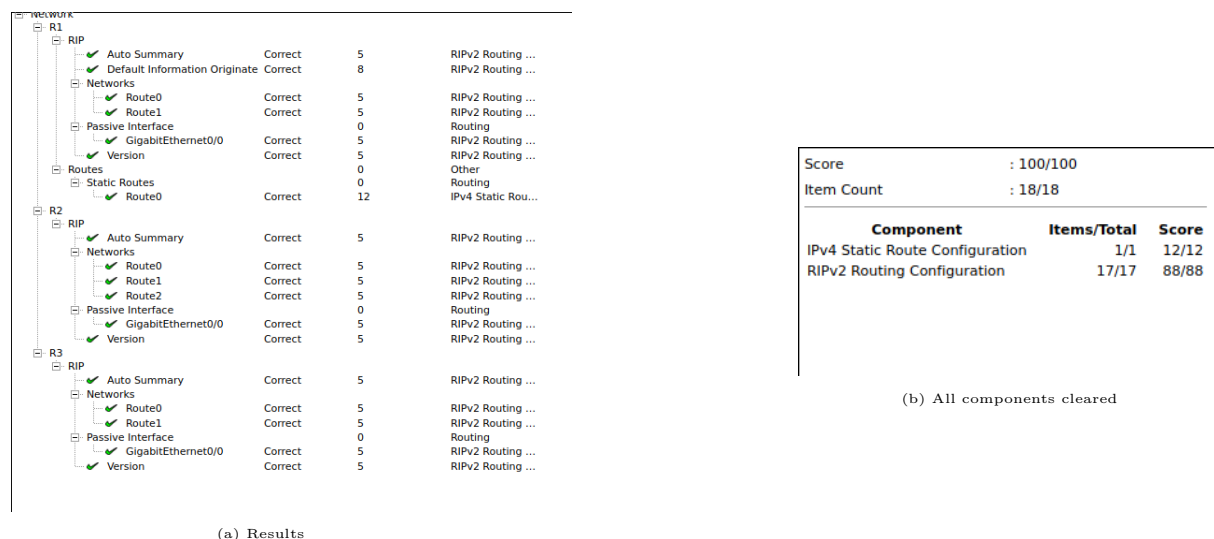 Network
R1
RIP
Auto Summary Correct 5 RIPv2 Routing ...
Default Information Originate Correct 8 RIPv2 Routing ...
Networks
Route0 Correct 5 RIPv2 Routing ...
Route1 Correct 5 RIPv2 Routing ...
Passive Interface 0 Routing
GigabitEthernet0/0 Correct 5 RIPv2 Routing ...
Version Correct 5 RIPv2 Routing ...
Routes 0 Other
Static Routes 0 Routing
Route0 Correct 12 IPv4 Static Rou...
R2
RIP
Auto Summary Correct 5 RIPv2 Routing ...
Networks
Route0 Correct 5 RIPv2 Routing ...
Route1 Correct 5 RIPv2 Routing ...
Route2 Correct 5 RIPv2 Routing ...
Passive Interface 0 Routing
GigabitEthernet0/0 Correct 5 RIPv2 Routing ...
Version Correct 5 RIPv2 Routing ...
R3
RIP
Auto Summary Correct 5 RIPv2 Routing ...
Networks
Route0 Correct 5 RIPv2 Routing ...
Route1 Correct 5 RIPv2 Routing ...
Passive Interface 0 Routing
GigabitEthernet0/0 Correct 5 RIPv2 Routing ...
Version Correct 5 RIPv2 Routing ...
(a) Results
Score : 100/100
Item Count : 18/18
Component Items/Total Score
IPv4 Static Route Configuration 1/1 12/12
RIPv2 Routing Configuration 17/17 88/88
(b) All components cleared